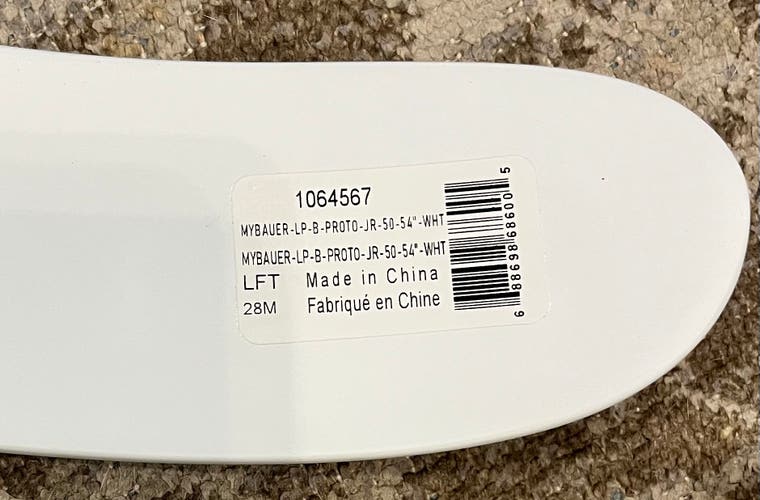 1064567
MYBAUER-LP-B-PROTO-JR-50-54"-WHT
MYBAUER-LP-B-PROTO-JR-50-54"-WHT
LFT Made in China
28M Fabriqué en Chine
6 88698 68600 5